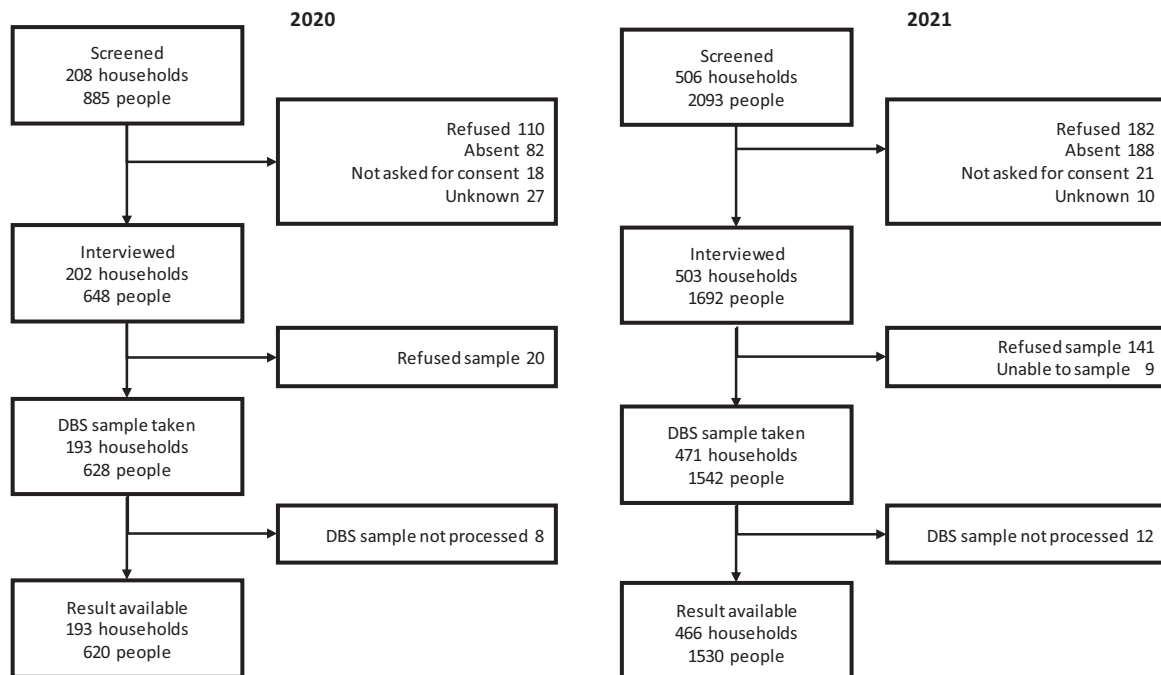 2020
Screened
208 households
885 people
Refused 110
Absent 82
Not asked for consent 18
Unknown 27
Interviewed
202 households
648 people
Refused sample 20
DBS sample taken
193 households
628 people
DBS sample not processed 8
Result available
193 households
620 people
2021
Screened
506 households
2093 people
Refused 182
Absent 188
Not asked for consent 21
Unknown 10
Interviewed
503 households
1692 people
Refused sample 141
Unable to sample 9
DBS sample taken
471 households
1542 people
DBS sample not processed 12
Result available
466 households
1530 people